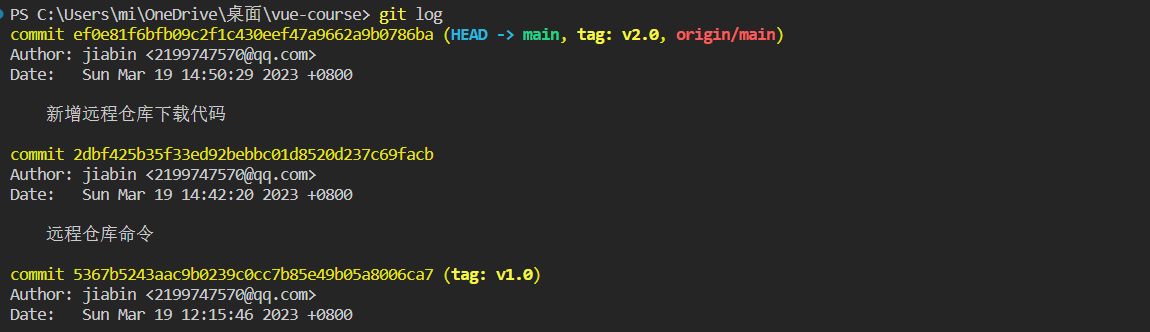 PS C:\Users\mi\OneDrive\桌面\vue-course> git log
commit ef0e81f6bfb09c2f1c430eef47a9662a9b0786ba (HEAD -> main, tag: v2.0, origin/main)
Author: jiabin <2199747570@qq.com>
Date:   Sun Mar 19 14:50:29 2023 +0800
新增远程仓库下载代码
commit 2dbf425b35f33ed92bebbc01d8520d237c69facb
Author: jiabin <2199747570@qq.com>
Date:   Sun Mar 19 14:42:20 2023 +0800
远程仓库命令
commit 5367b5243aac9b0239c0cc7b85e49b05a8006ca7 (tag: v1.0)
Author: jiabin <2199747570@qq.com>
Date:   Sun Mar 19 12:15:46 2023 +0800